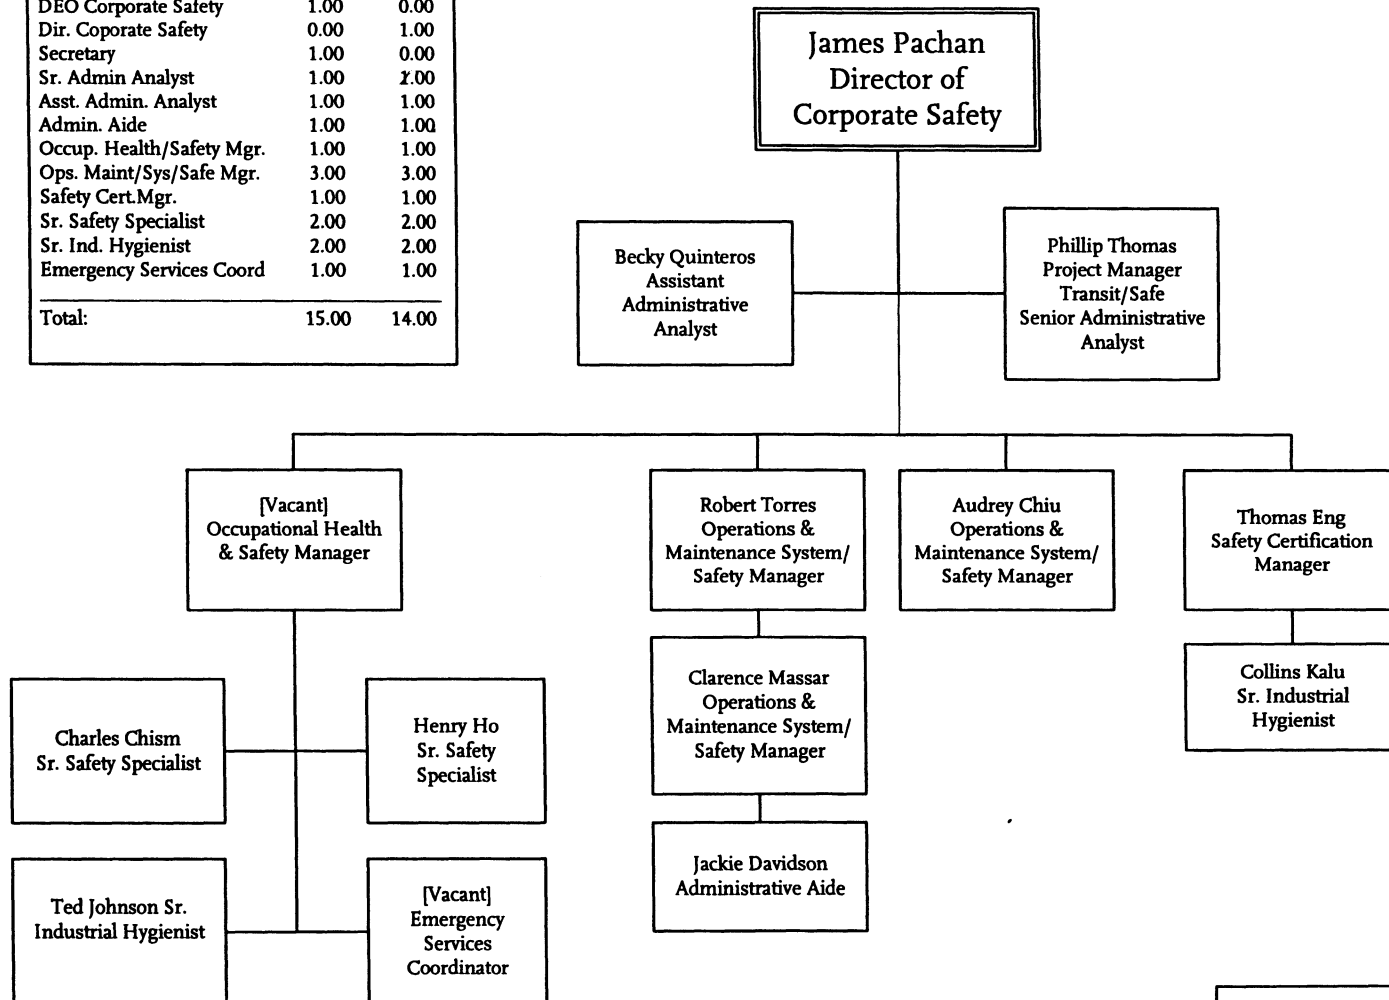 DEO Corporate Safety 1.00 0.00
Dir. Coporate Safety 0.00 1.00
Secretary 1.00 0.00
Sr. Admin Analyst 1.00 1.00
Asst. Admin. Analyst 1.00 1.00
Admin. Aide 1.00 1.00
Occup. Health/Safety Mgr. 1.00 1.00
Ops. Maint/Sys/Safe Mgr. 3.00 3.00
Safety Cert.Mgr. 1.00 1.00
Sr. Safety Specialist 2.00 2.00
Sr. Ind. Hygienist 2.00 2.00
Emergency Services Coord 1.00 1.00
Total: 15.00 14.00
James Pachan
Director of
Corporate Safety
Becky Quinteros
Assistant
Administrative
Analyst
Phillip Thomas
Project Manager
Transit/Safe
Senior Administrative
Analyst
[Vacant]
Occupational Health
& Safety Manager
Robert Torres
Operations &
Maintenance System/
Safety Manager
Audrey Chiu
Operations &
Maintenance System/
Safety Manager
Thomas Eng
Safety Certification
Manager
Charles Chism
Sr. Safety Specialist
Henry Ho
Sr. Safety
Specialist
Clarence Massar
Operations &
Maintenance System/
Safety Manager
Collins Kalu
Sr. Industrial
Hygienist
Ted Johnson Sr.
Industrial Hygienist
[Vacant]
Emergency
Services
Coordinator
Jackie Davidson
Administrative Aide